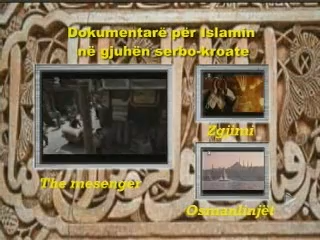 Dokumentarë për Islamin
në gjuhën serbo-kroate
Zgjimi
The mesenger
Osmanlinjët